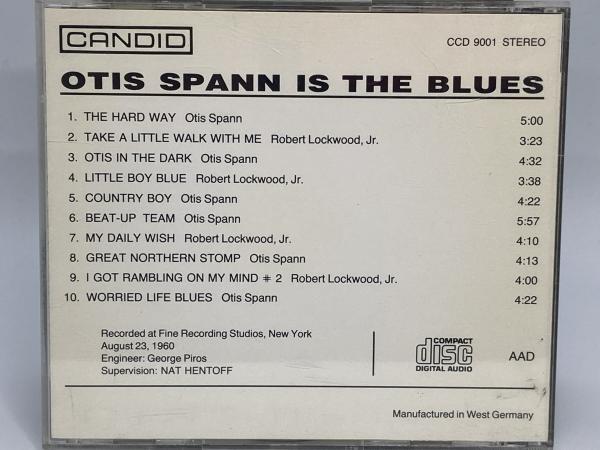 CANDID
CCD 9001 STEREO
OTIS SPANN IS THE BLUES
1. THE HARD WAY Otis Spann 5:00
2. TAKE A LITTLE WALK WITH ME Robert Lockwood, Jr. 3:23
3. OTIS IN THE DARK Otis Spann 4:32
4. LITTLE BOY BLUE Robert Lockwood, Jr. 3:38
5. COUNTRY BOY Otis Spann 4:22
6. BEAT-UP TEAM Otis Spann 5:57
7. MY DAILY WISH Robert Lockwood, Jr. 4:10
8. GREAT NORTHERN STOMP Otis Spann 4:13
9. I GOT RAMBLING ON MY MIND # 2 Robert Lockwood, Jr. 4:00
10. WORRIED LIFE BLUES Otis Spann 4:22
Recorded at Fine Recording Studios, New York
August 23, 1960
Engineer: George Piros
Supervision: NAT HENTOFF
COMPACT
disc
DIGITAL AUDIO
AAD
Manufactured in West Germany